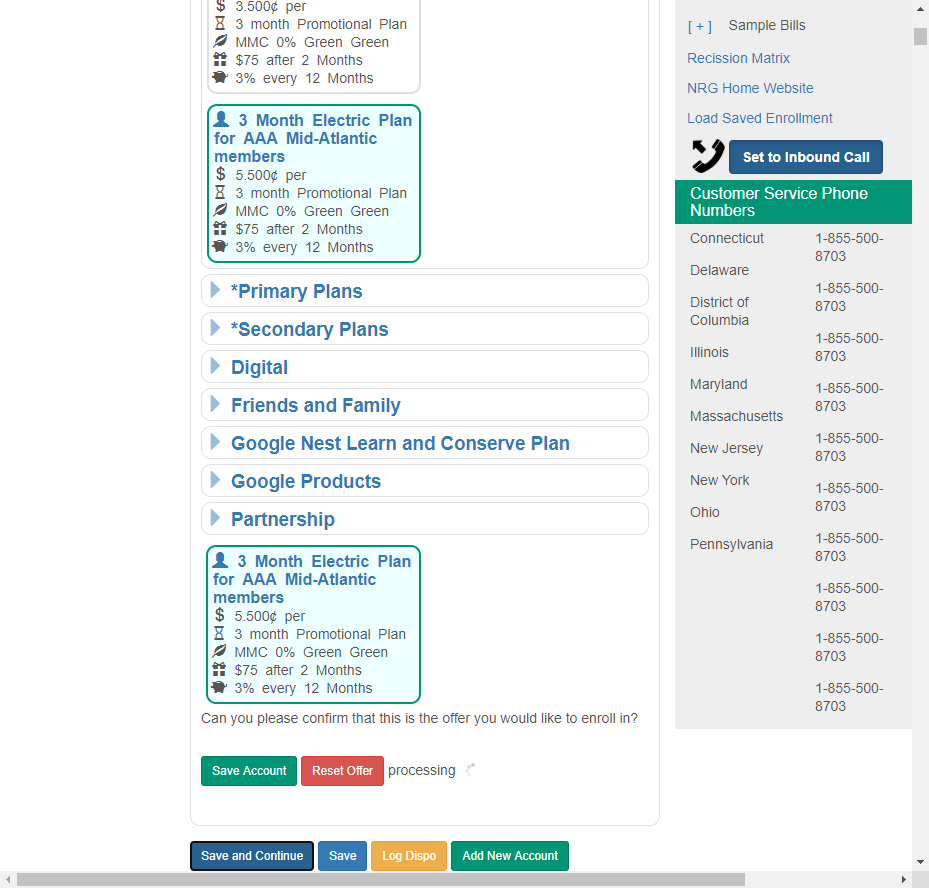 3.500¢ per
3 month Promotional Plan
MMC 0% Green Green
$75 after 2 Months
3% every 12 Months
3 Month Electric Plan
for AAA Mid-Atlantic
members
$ 5.500¢ per
3 month Promotional Plan
MMC 0% Green Green
$75 after 2 Months
3% every 12 Months
*Primary Plans
*Secondary Plans
Digital
Friends and Family
Google Nest Learn and Conserve Plan
Google Products
Partnership
3 Month Electric Plan
for AAA Mid-Atlantic
members
$ 5.500¢ per
3 month Promotional Plan
MMC 0% Green Green
$75 after 2 Months
3% every 12 Months
Can you please confirm that this is the offer you would like to enroll in?
Save Account Reset Offer processing
Save and Continue Save Log Dispo Add New Account
[ + ] Sample Bills
Recission Matrix
NRG Home Website
Load Saved Enrollment
Set to Inbound Call
Customer Service Phone
Numbers
Connecticut
Delaware
District of
Columbia
Illinois
Maryland
Massachusetts
New Jersey
New York
Ohio
Pennsylvania
1-855-500-
8703
1-855-500-
8703
1-855-500-
8703
1-855-500-
8703
1-855-500-
8703
1-855-500-
8703
1-855-500-
8703
1-855-500-
8703
1-855-500-
8703
1-855-500-
8703